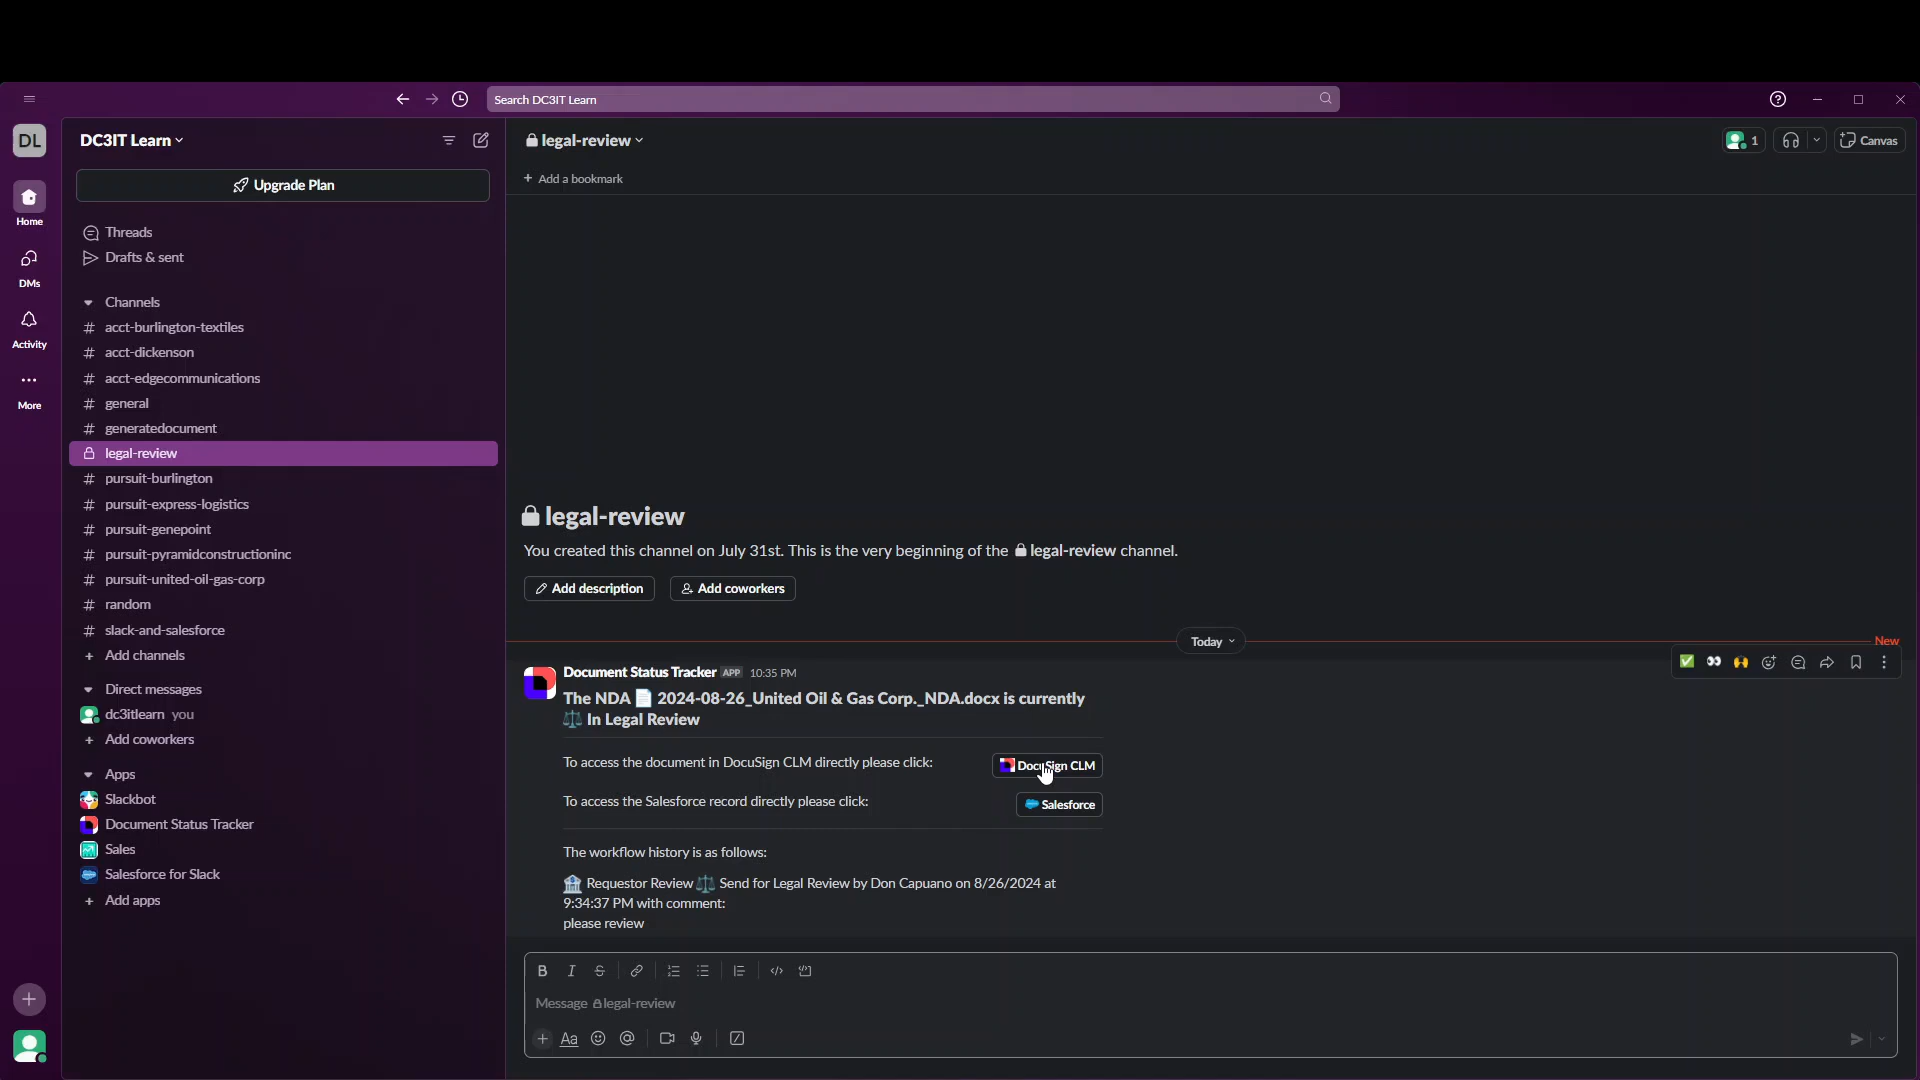 Search DC3IT Learn
DL
Home
DMs
Activity
More
DC3IT Learn
Upgrade Plan
Threads
Drafts & sent
Channels
# acct-burlington-textiles
# acct-dickenson
# acct-edgecommunications
# general
# generatedocument
legal-review
# pursuit-burlington
# pursuit-express-logistics
# pursuit-genepoint
# pursuit-pyramidconstructioninc
# pursuit-united-oil-gas-corp
# random
# slack-and-salesforce
+ Add channels
Direct messages
dc3itlearn you
+ Add coworkers
Apps
Slackbot
Document Status Tracker
Sales
Salesforce for Slack
+ Add apps
legal-review
1
Canvas
+ Add a bookmark
legal-review
You created this channel on July 31st. This is the very beginning of the legal-review channel.
Add description
Add coworkers
Today
New
Document Status Tracker APP 10:35 PM
The NDA 📄 2024-08-26_United Oil & Gas Corp._NDA.docx is currently
⚖️ In Legal Review
To access the document in DocuSign CLM directly please click:
DocuSign CLM
To access the Salesforce record directly please click:
Salesforce
The workflow history is as follows:
🏦 Requestor Review ⚖️ Send for Legal Review by Don Capuano on 8/26/2024 at
9:34:37 PM with comment:
please review
B I S
Message legal-review
+ Aa @